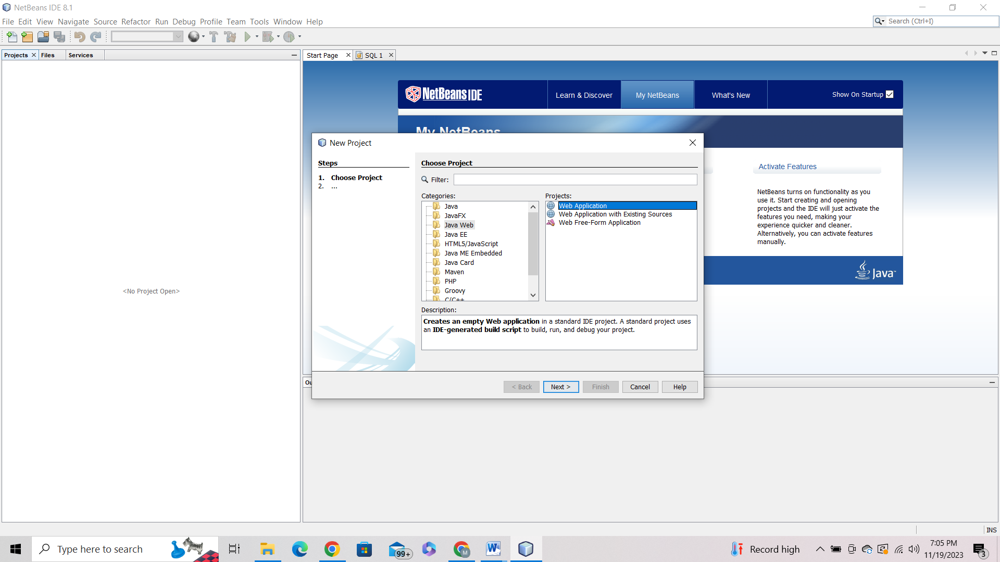 NetBeans IDE 8.1
File Edit View Navigate Source Refactor Run Debug Profile Team Tools Window Help
Search (Ctrl+I)
Projects Files Services
Start Page SQL 1
NetBeans IDE
Learn & Discover My NetBeans What's New Show On Startup
My NetBeans
New Project
Steps
1. Choose Project
2. ...
Choose Project
Filter:
Categories:
Java
JavaFX
Java Web
Java EE
HTML5/JavaScript
Java ME Embedded
Java Card
Maven
PHP
Groovy
C/C++
Projects:
Web Application
Web Application with Existing Sources
Web Free-Form Application
Description:
Creates an empty Web application in a standard IDE project. A standard project uses
an IDE-generated build script to build, run, and debug your project.
< Back Next > Finish Cancel Help
Activate Features
NetBeans turns on functionality as you
use it. Start creating and opening
projects and the IDE will just activate the
features you need, making your
experience quicker and cleaner.
Alternatively, you can activate features
manually.
Java™
<No Project Open>
INS
Type here to search
99+
M
Record high
7:05 PM
11/19/2023
3